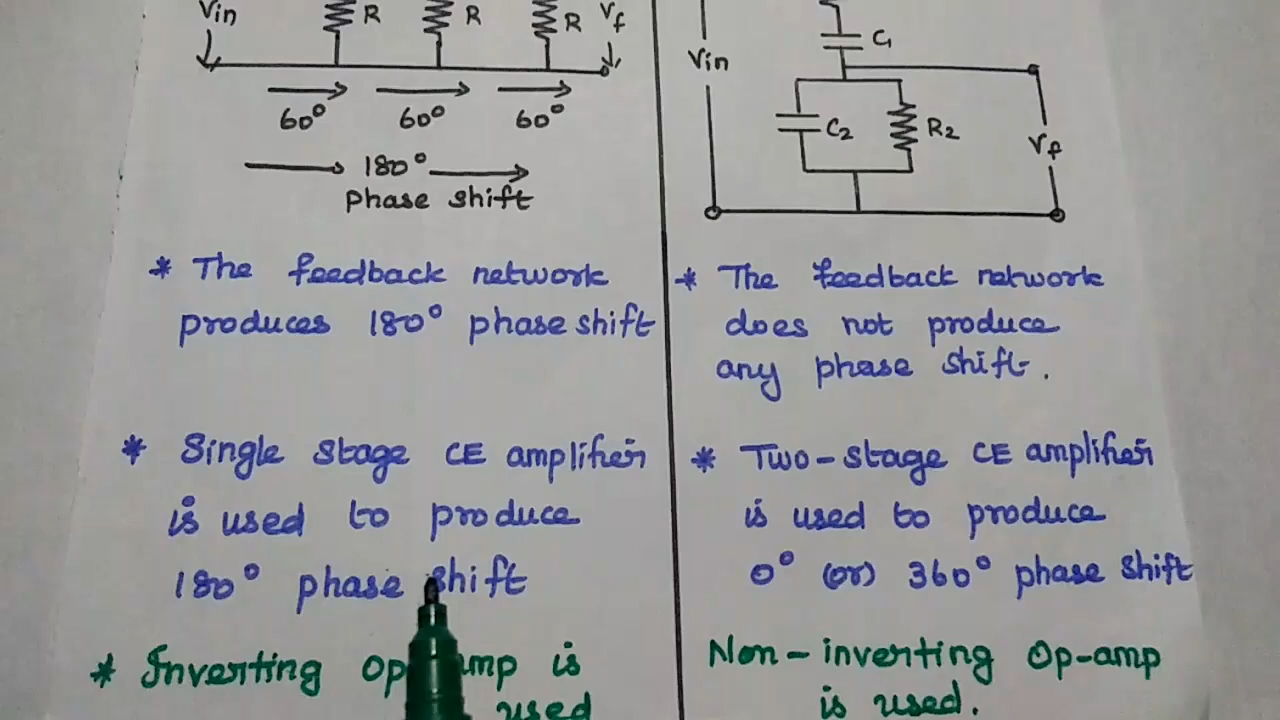 Vin R R R Vf
60° 60° 60°
180°
phase shift
* The feedback network
produces 180° phase shift
* Single stage CE amplifier
is used to produce
180° phase shift
* Inverting Op-amp is
used
C1
Vin
C2 R2
Vf
* The feedback network
does not produce
any phase shift.
* Two-stage CE amplifier
is used to produce
0° (or) 360° phase shift
Non-inverting Op-amp
is used.